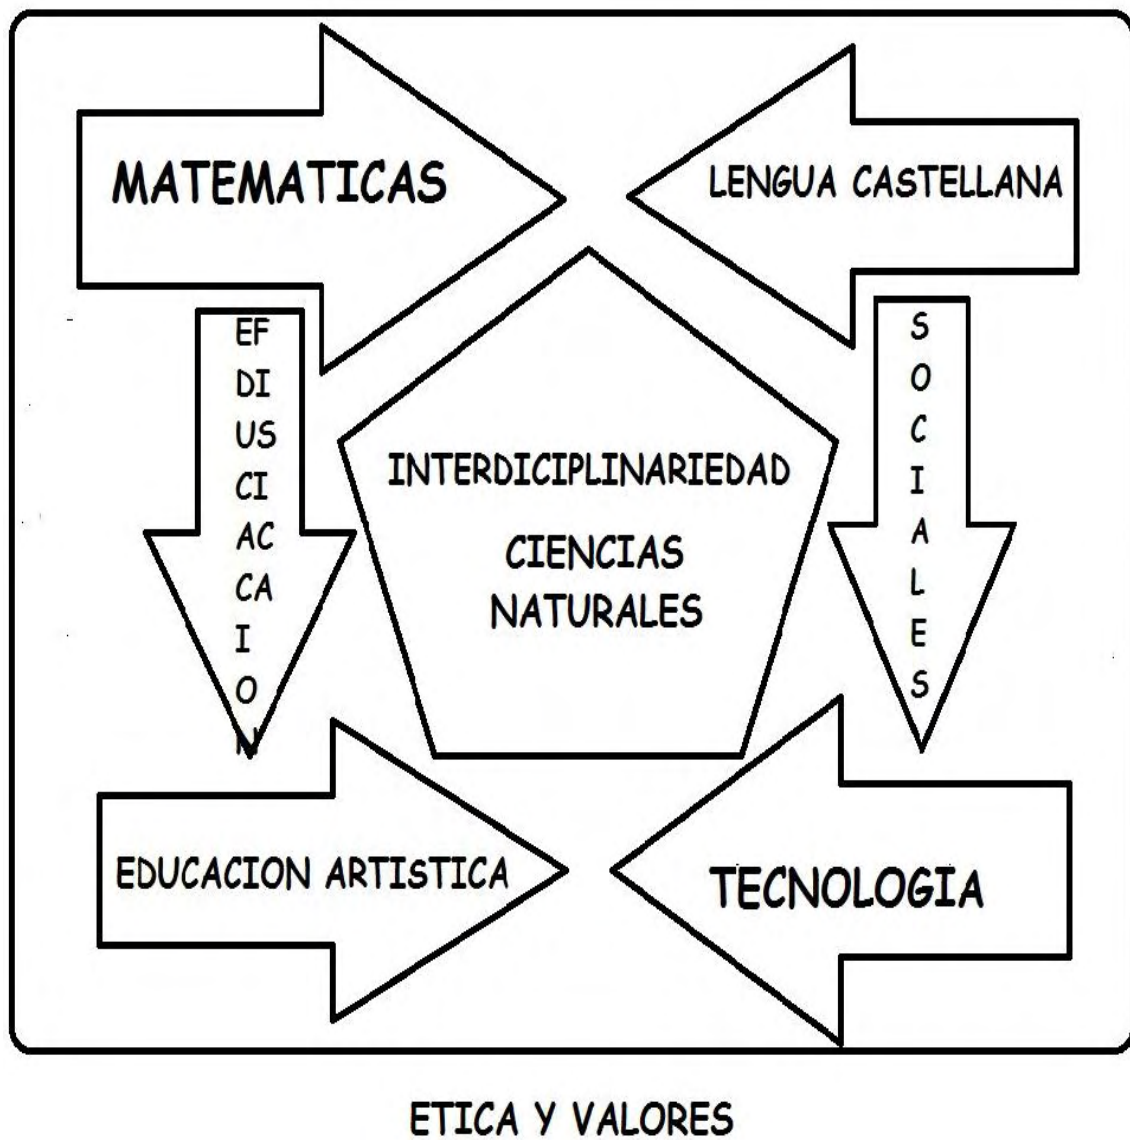 MATEMATICAS
LENGUA CASTELLANA
EF
DI
US
CI
AC
CA
I
O
N
S
O
C
I
A
L
E
S
INTERDICIPLINARIEDAD
CIENCIAS
NATURALES
EDUCACION ARTISTICA
TECNOLOGIA
ETICA Y VALORES